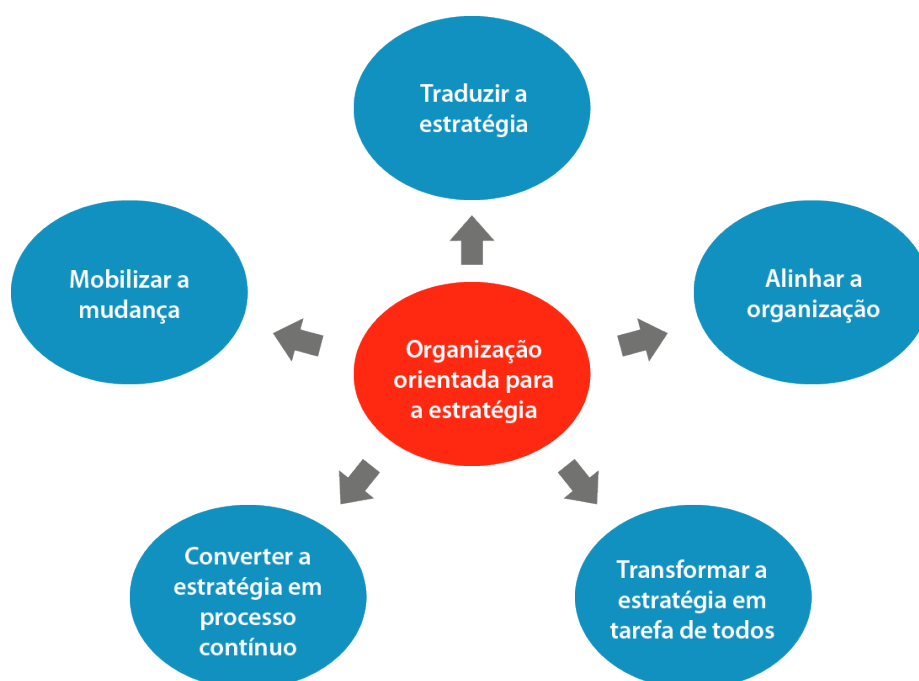 Traduzir a
estratégia
Mobilizar a
mudança
Alinhar a
organização
Organização
orientada para
a estratégia
Converter a
estratégia em
processo
contínuo
Transformar a
estratégia em
tarefa de todos